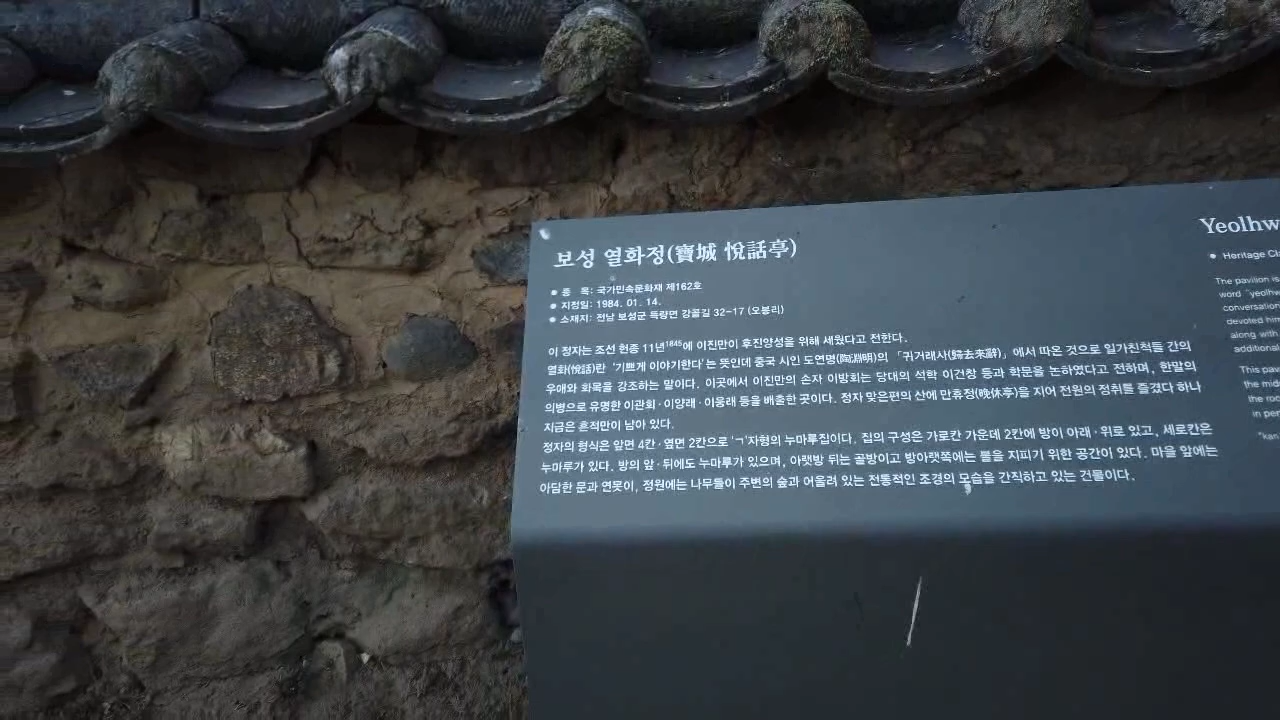 보성 열화정(寶城 悅話亭)
● 종 목: 국가민속문화재 제162호
● 지정일: 1984. 01. 14.
● 소재지: 전남 보성군 득량면 강골길 32-17 (오봉리)
이 정자는 조선 헌종 11년1845에 이진만이 후진양성을 위해 세웠다고 전한다.
열화(悅話)란 '기쁘게 이야기한다'는 뜻인데 중국 시인 도연명(陶淵明)의 「귀거래사(歸去來辭)」에서 따온 것으로 일가친척들 간의
우애와 화목을 강조하는 말이다. 이곳에서 이진만의 손자 이방회는 당대의 석학 이건창 등과 학문을 논하였다고 전하며, 한말의
의병으로 유명한 이관회·이양래·이웅래 등을 배출한 곳이다. 정자 맞은편의 산에 만휴정(晩休亭)을 지어 전원의 정취를 즐겼다 하나
지금은 흔적만이 남아 있다.
정자의 형식은 앞면 4칸·옆면 2칸으로 'ㄱ'자형의 누마루집이다. 집의 구성은 가로칸 가운데 2칸에 방이 아래·위로 있고, 세로칸은
누마루가 있다. 방의 앞·뒤에도 누마루가 있으며, 아랫방 뒤는 골방이고 방아랫쪽에는 불을 지피기 위한 공간이 있다. 마을 앞에는
아담한 문과 연못이, 정원에는 나무들이 주변의 숲과 어울려 있는 전통적인 조경의 모습을 간직하고 있는 건물이다.
Yeolhw
● Heritage Cl
The pavilion is
word "yeolhw
conversation
devoted him
along with
additional
This pav
the mid
the roo
in per
"kan